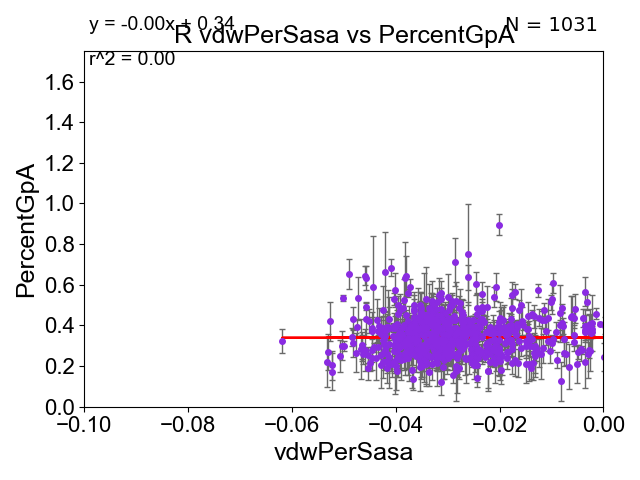 y = -0.00x + 0.34
N = 1031
R vdwPerSasa vs PercentGpA
r^2 = 0.00
PercentGpA
1.6
1.4
1.2
1.0
0.8
0.6
0.4
0.2
0.0
−0.10 −0.08 −0.06 −0.04 −0.02 0.00
vdwPerSasa